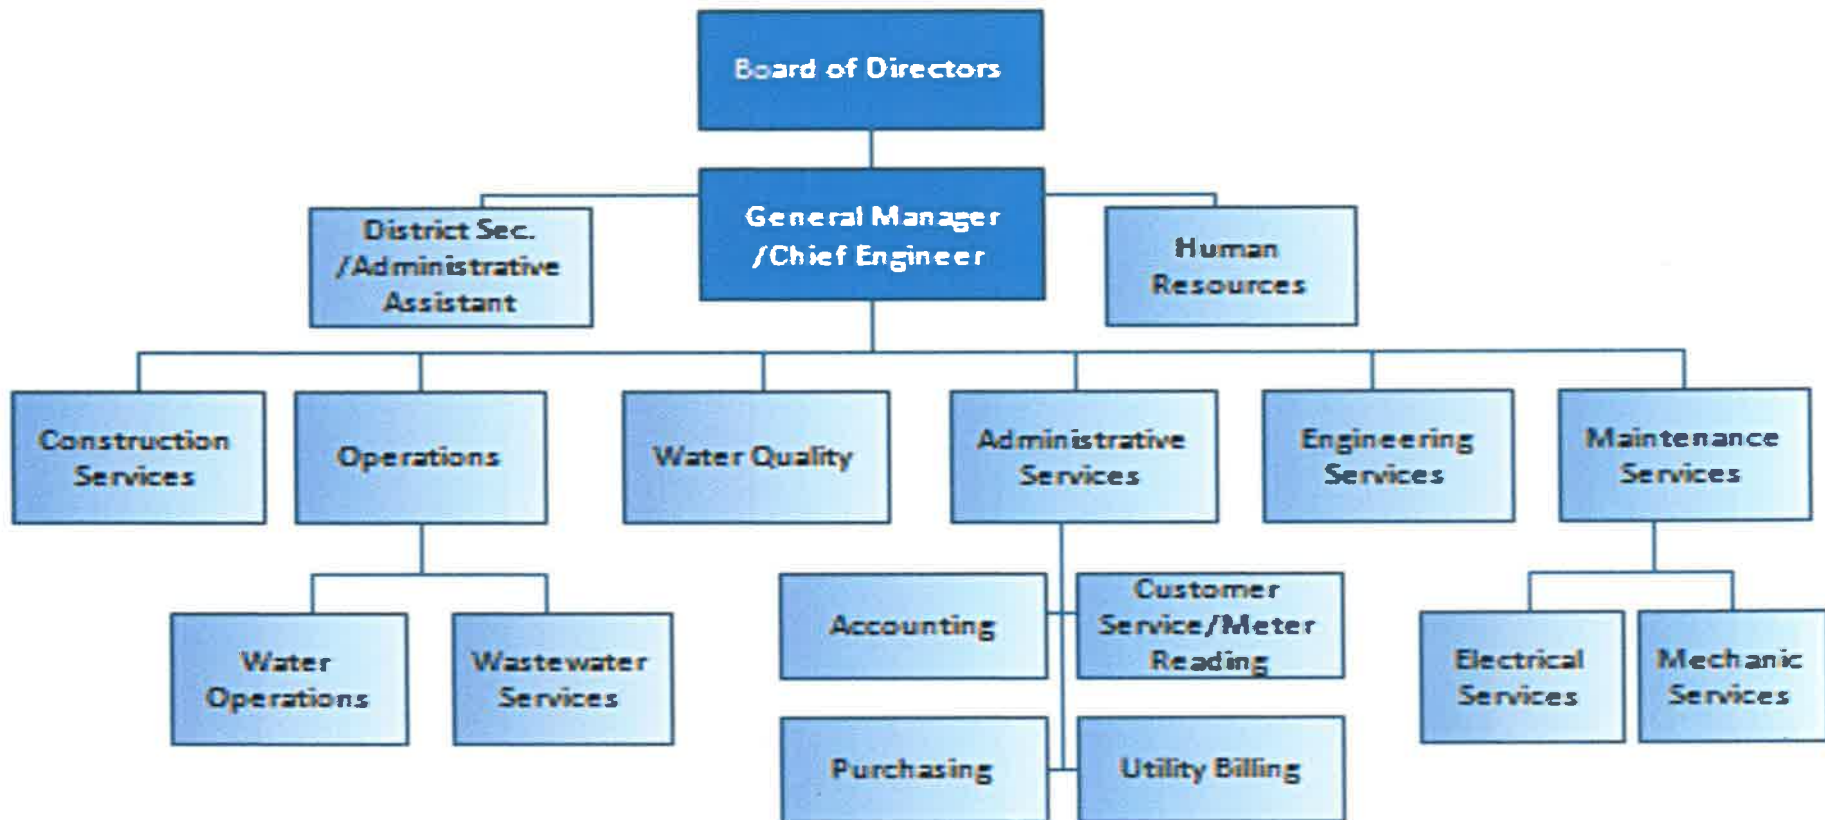 Board of Directors
General Manager
/Chief Engineer
District Sec.
/Administrative
Assistant
Human
Resources
Construction
Services
Operations
Water Quality
Administrative
Services
Engineering
Services
Maintenance
Services
Water
Operations
Wastewater
Services
Accounting
Customer
Service/Meter
Reading
Purchasing
Utility Billing
Electrical
Services
Mechanic
Services